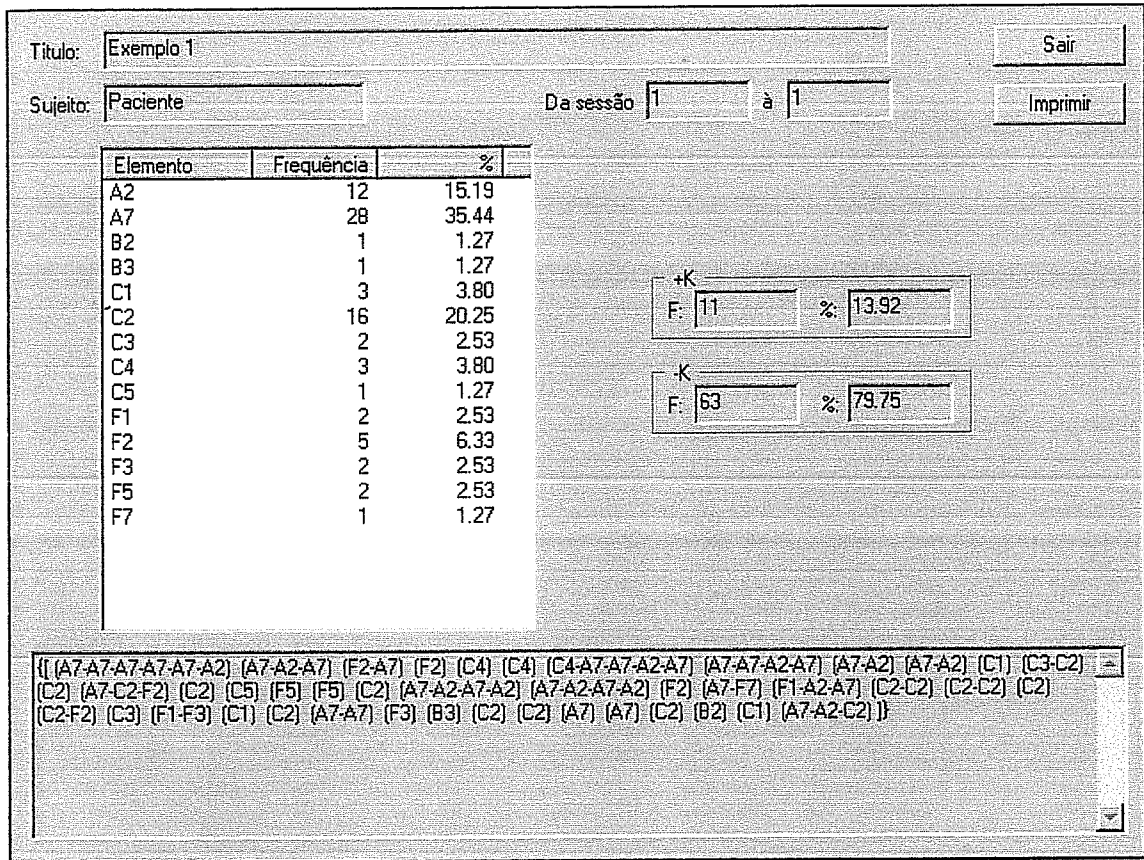 Título: Exemplo 1 Sair
Sujeito: Paciente Da sessão 1 à 1 Imprimir
Elemento Frequência %
A2 12 15.19
A7 28 35.44
B2 1 1.27
B3 1 1.27
C1 3 3.80
C2 16 20.25
C3 2 2.53
C4 3 3.80
C5 1 1.27
F1 2 2.53
F2 5 6.33
F3 2 2.53
F5 2 2.53
F7 1 1.27
+K
F: 11 %: 13.92
-K
F: 63 %: 79.75
{[ (A7-A7-A7-A7-A7-A2) (A7-A2-A7) (F2-A7) (F2) (C4) (C4) (C4-A7-A7-A2-A7) (A7-A7-A2-A7) (A7-A2) (A7-A2) (C1) (C3-C2)
(C2) (A7-C2-F2) (C2) (C5) (F5) (F5) (C2) (A7-A2-A7-A2) (A7-A2-A7-A2) (F2) (A7-F7) (F1-A2-A7) (C2-C2) (C2-C2) (C2)
(C2-F2) (C3) (F1-F3) (C1) (C2) (A7-A7) (F3) (B3) (C2) (C2) (A7) (A7) (C2) (B2) (C1) (A7-A2-C2) ]}